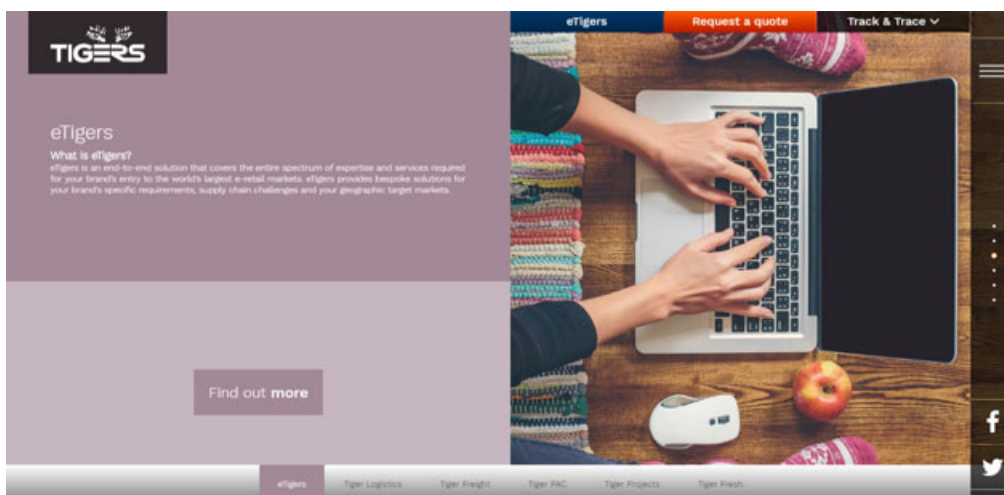 TIGERS
eTigers
Request a quote
Track & Trace
eTigers
What is eTigers?
eTigers is an end-to-end solution that covers the entire spectrum of expertise and services required
for your brand's entry to the world's largest e-retail markets. eTigers provides bespoke solutions for
your brand's specific requirements, supply chain challenges and your geographic target markets.
Find out more
eTigers
Tiger Logistics
Tiger Freight
Tiger PAC
Tiger Projects
Tiger Fresh